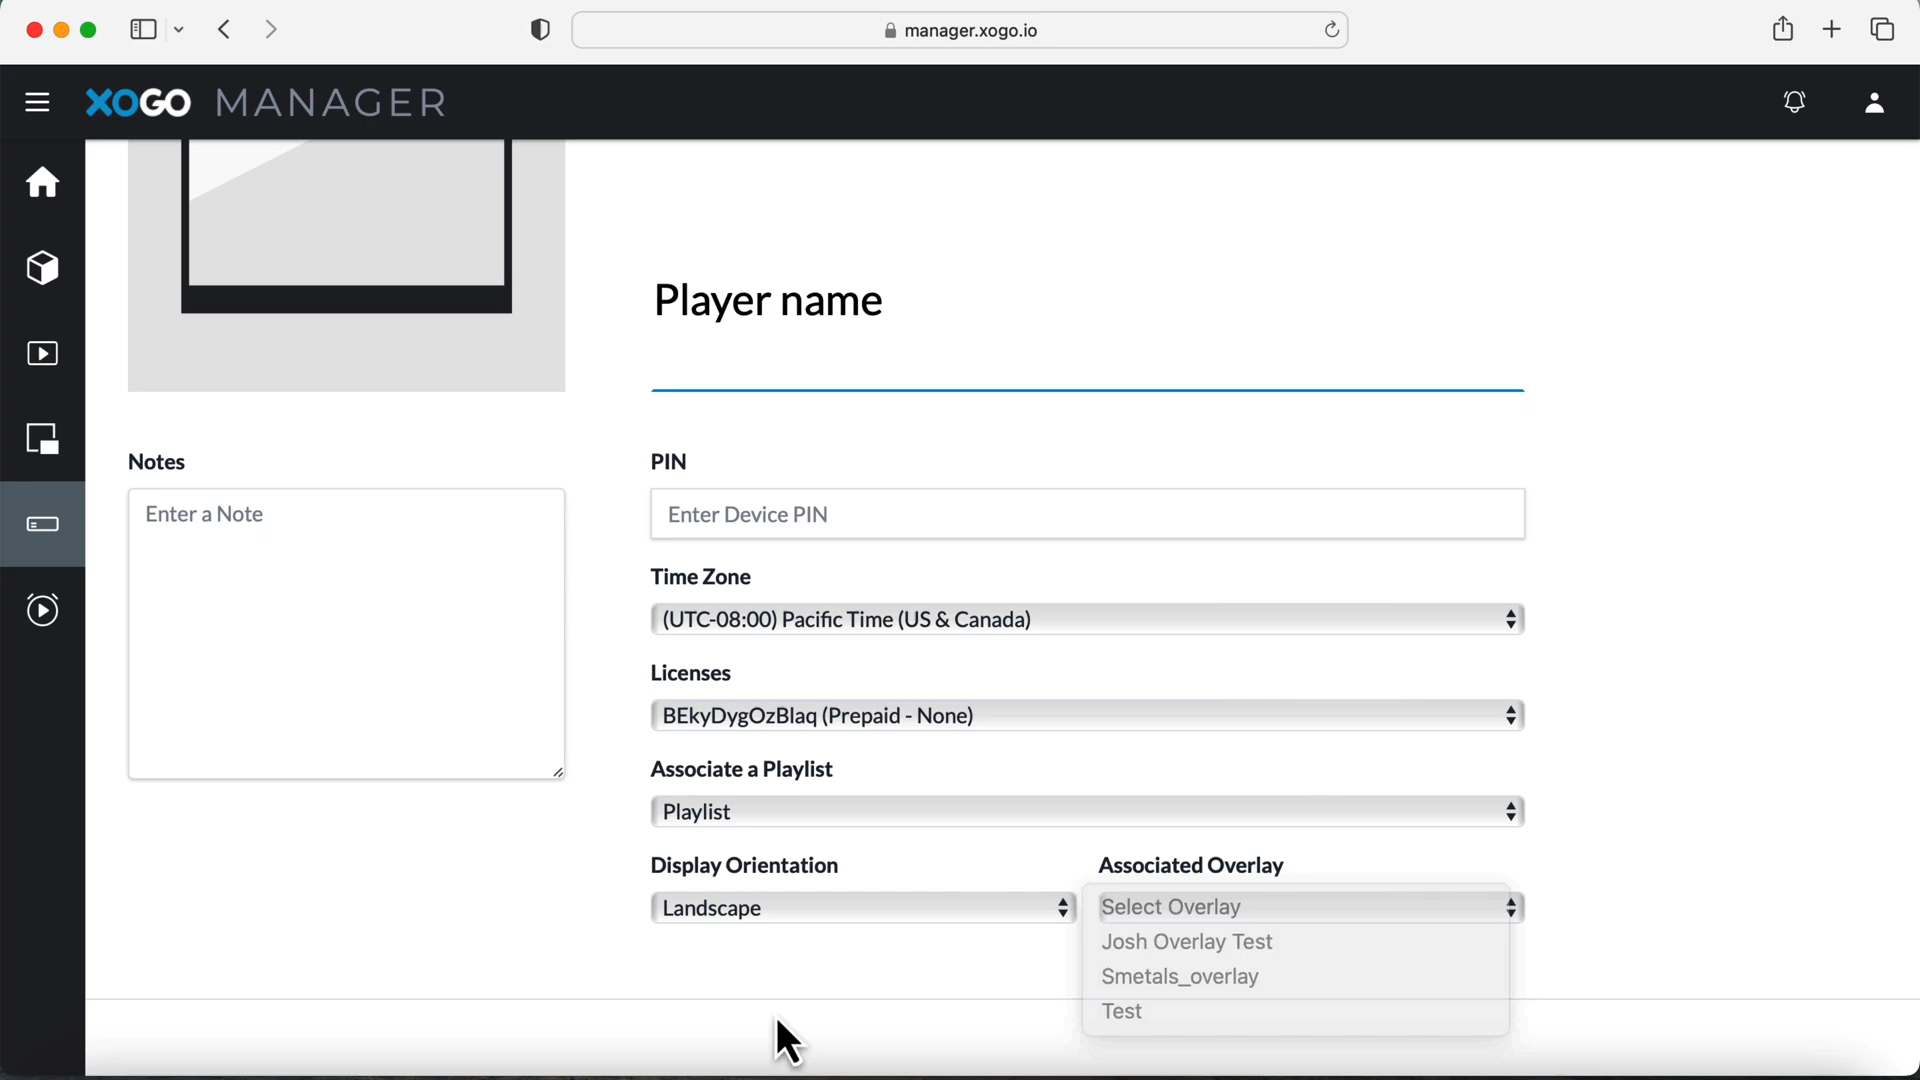 manager.xogo.io
XOGO MANAGER
Player name
Notes
Enter a Note
PIN
Enter Device PIN
Time Zone
(UTC-08:00) Pacific Time (US & Canada)
Licenses
BEkyDygOzBlaq (Prepaid - None)
Associate a Playlist
Playlist
Display Orientation
Landscape
Associated Overlay
Select Overlay
Josh Overlay Test
Smetals_overlay
Test